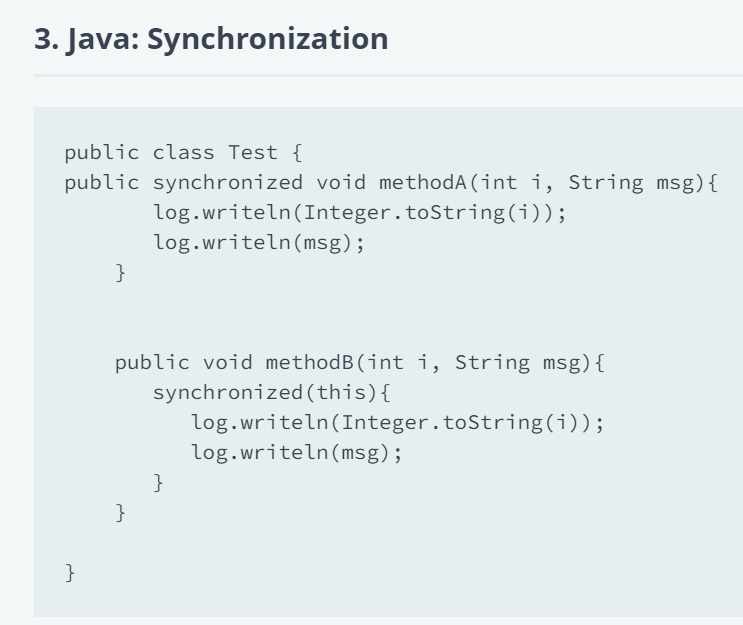 3. Java: Synchronization
public class Test {
public synchronized void methodA(int i, String msg){
log.writeln(Integer.toString(i));
log.writeln(msg);
}
public void methodB(int i, String msg){
synchronized(this){
log.writeln(Integer.toString(i));
log.writeln(msg);
}
}
}